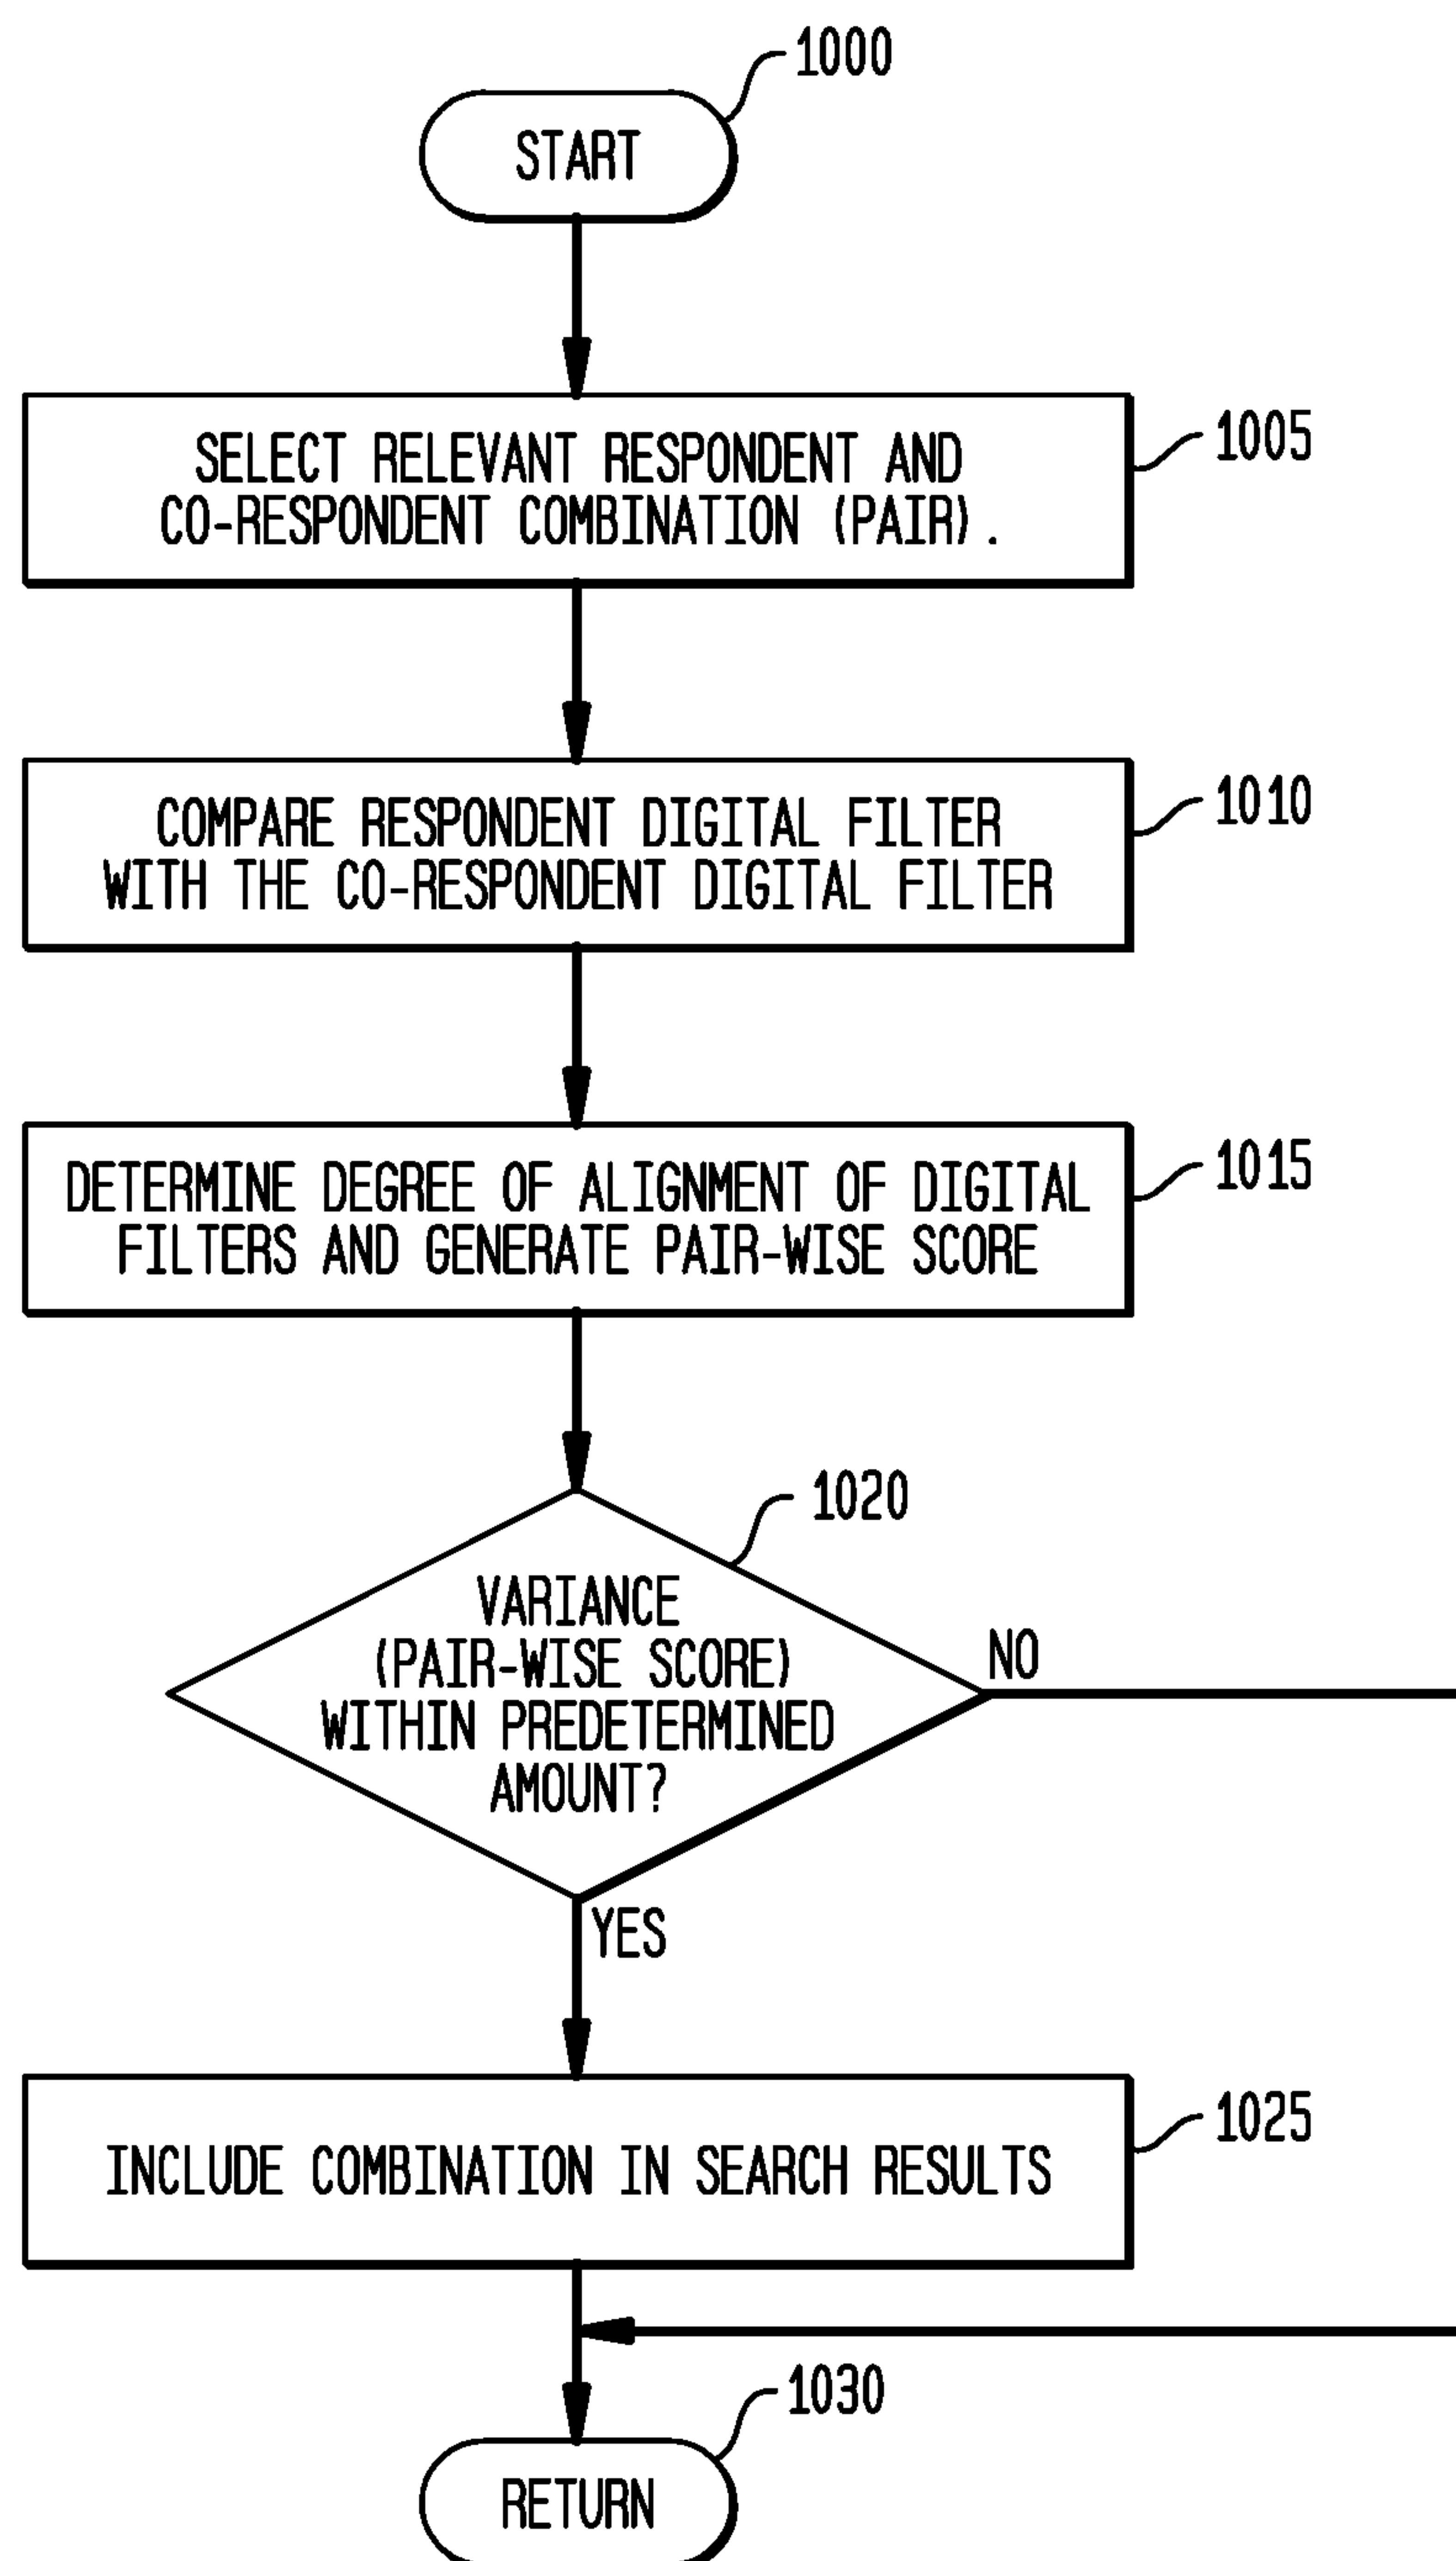 1000
START
SELECT RELEVANT RESPONDENT AND
CO-RESPONDENT COMBINATION (PAIR).
1005
COMPARE RESPONDENT DIGITAL FILTER
WITH THE CO-RESPONDENT DIGITAL FILTER
1010
DETERMINE DEGREE OF ALIGNMENT OF DIGITAL
FILTERS AND GENERATE PAIR-WISE SCORE
1015
1020
VARIANCE
(PAIR-WISE SCORE)
WITHIN PREDETERMINED
AMOUNT?
NO
YES
INCLUDE COMBINATION IN SEARCH RESULTS
1025
1030
RETURN